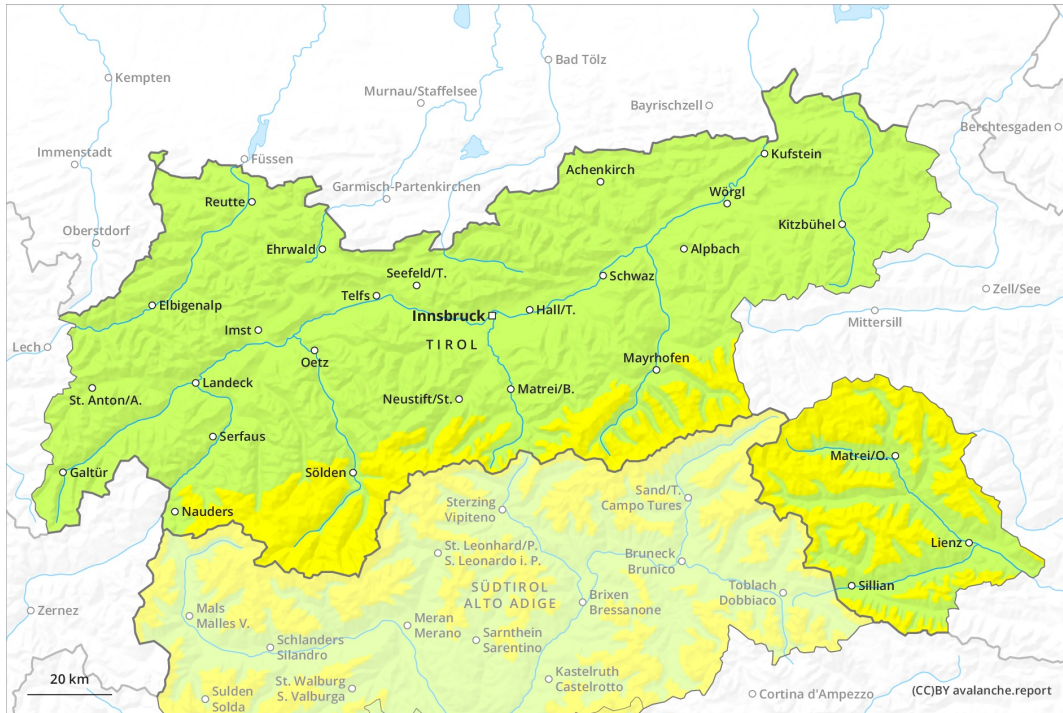 Kempten
Bad Tölz
Murnau/Staffelsee
Bayrischzell
Berchtesgaden
Immenstadt
Füssen
Kufstein
Achenkirch
Garmisch-Partenkirchen
Wörgl
Reutte
Oberstdorf
Kitzbühel
Ehrwald
Alpbach
Seefeld/T.
Schwaz
Zell/See
Telfs
Elbigenalp
Innsbruck
Hall/T.
Mittersill
Imst
TIROL
Lech
Oetz
Mayrhofen
Landeck
St. Anton/A.
Neustift/St.
Matrei/B.
Serfaus
Matrei/O.
Galtür
Sölden
Sterzing
Vipiteno
Sand/T.
Campo Tures
Nauders
Lienz
St. Leonhard/P.
S. Leonardo i. P.
Bruneck
Brunico
Sillian
SÜDTIROL
ALTO ADIGE
Toblach
Dobbiaco
Brixen
Bressanone
Zernez
Mals
Malles V.
Meran
Merano
Schlanders
Silandro
Sarnthein
Sarentino
Kastelruth
Castelrotto
St. Walburg
S. Valburga
20 km
Sulden
Solda
Cortina d'Ampezzo
(CC)BY avalanche.report